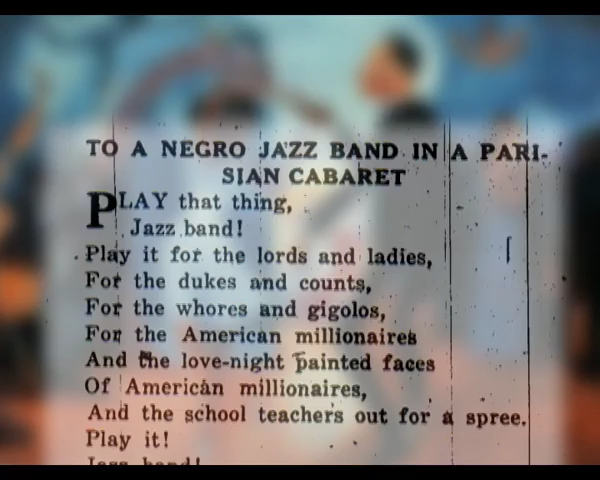 TO A NEGRO JAZZ BAND IN A PARI-
SIAN CABARET
PLAY that thing,
Jazz band!
Play it for the lords and ladies,
For the dukes and counts,
For the whores and gigolos,
For the American millionaires
And the love-night painted faces
Of American millionaires,
And the school teachers out for a spree.
Play it!
Jazz band!